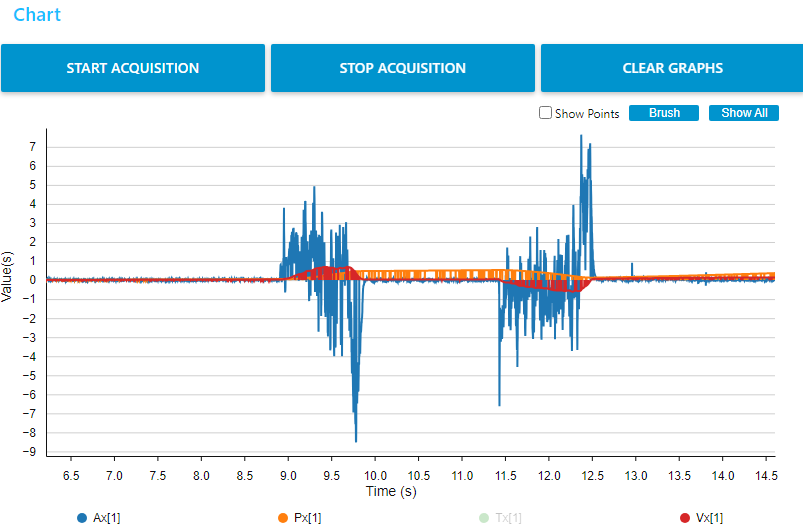 Chart
START ACQUISITION STOP ACQUISITION CLEAR GRAPHS
Show Points Brush Show All
7
6
5
4
3
2
1
0
−1
−2
−3
−4
−5
−6
−7
−8
−9
Value(s)
6.5 7.0 7.5 8.0 8.5 9.0 9.5 10.0 10.5 11.0 11.5 12.0 12.5 13.0 13.5 14.0 14.5
Time (s)
Ax[1] Px[1] Tx[1] Vx[1]